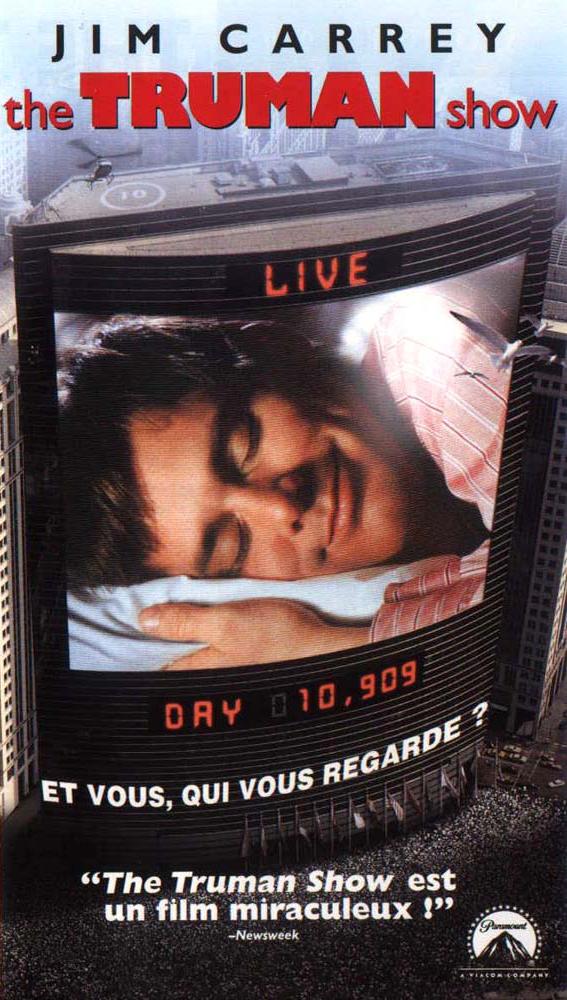 JIM CARREY
the TRUMAN show
10
LIVE
DAY 10,909
ET VOUS, QUI VOUS REGARDE ?
“The Truman Show est
un film miraculeux !”
–Newsweek
Paramount
A VIACOM COMPANY